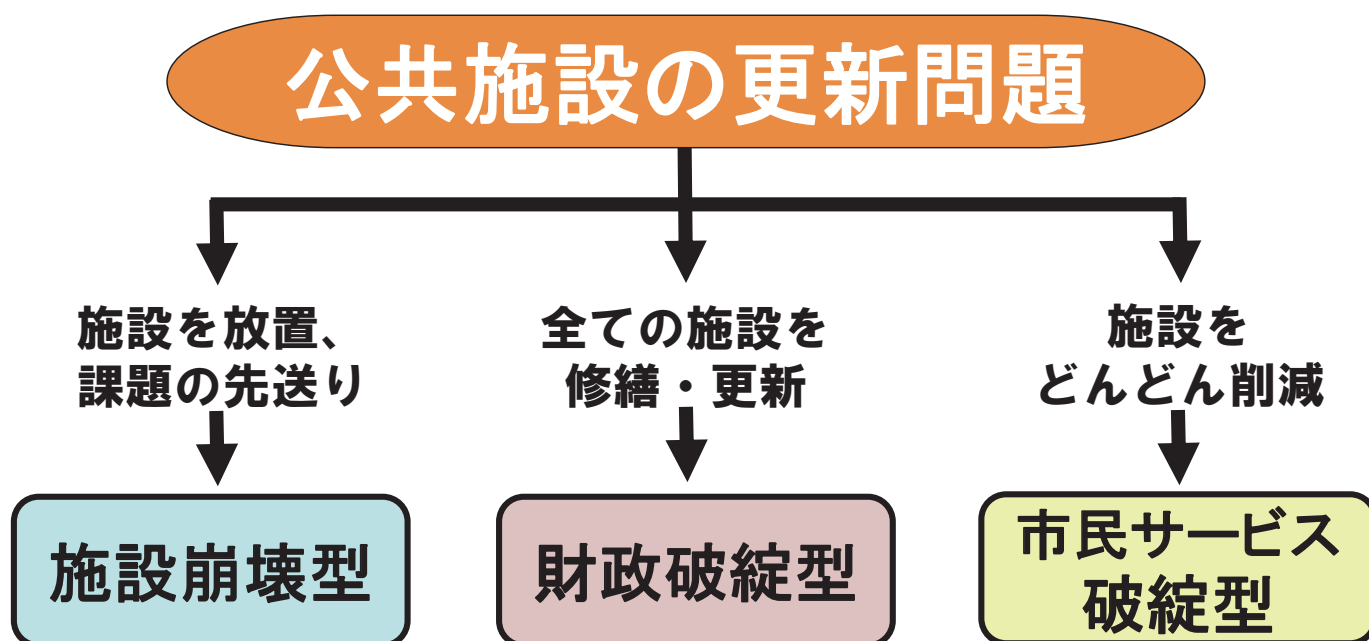 公共施設の更新問題
施設を放置、
課題の先送り
全ての施設を
修繕・更新
施設を
どんどん削減
施設崩壊型
財政破綻型
市民サービス
破綻型